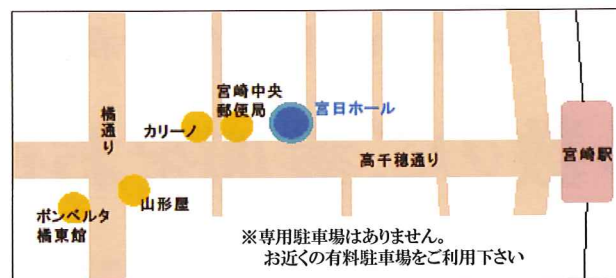 宮崎中央
郵便局
宮日ホール
カリーノ
橘通り
高千穂通り
宮崎駅
山形屋
ボンベルタ
橘東館
※専用駐車場はありません。
お近くの有料駐車場をご利用下さい